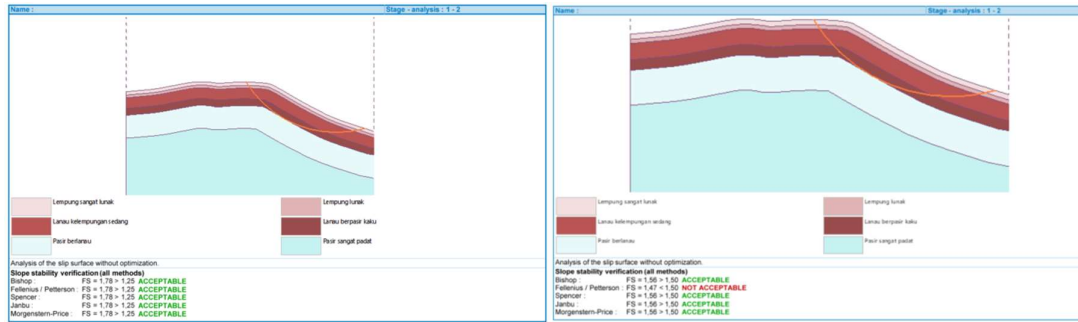 Name :
Stage - analysis : 1 - 2
Lempung sangat lunak
Lempung lunak
Lanau kelempungan sedang
Lanau berpasir kaku
Pasir berlanau
Pasir sangat padat
Analysis of the slip surface without optimization.
Slope stability verification (all methods)
Bishop : FS = 1,78 > 1,25 ACCEPTABLE
Fellenius / Petterson : FS = 1,78 > 1,25 ACCEPTABLE
Spencer : FS = 1,78 > 1,25 ACCEPTABLE
Janbu : FS = 1,78 > 1,25 ACCEPTABLE
Morgenstern-Price : FS = 1,78 > 1,25 ACCEPTABLE
Name :
Stage - analysis : 1 - 2
Lempung sangat lunak
Lempung lunak
Lanau kelempungan sedang
Lanau berpasir kaku
Pasir berlanau
Pasir sangat padat
Analysis of the slip surface without optimization.
Slope stability verification (all methods)
Bishop : FS = 1,56 > 1,50 ACCEPTABLE
Fellenius / Petterson : FS = 1,47 < 1,50 NOT ACCEPTABLE
Spencer : FS = 1,56 > 1,50 ACCEPTABLE
Janbu : FS = 1,56 > 1,50 ACCEPTABLE
Morgenstern-Price : FS = 1,56 > 1,50 ACCEPTABLE